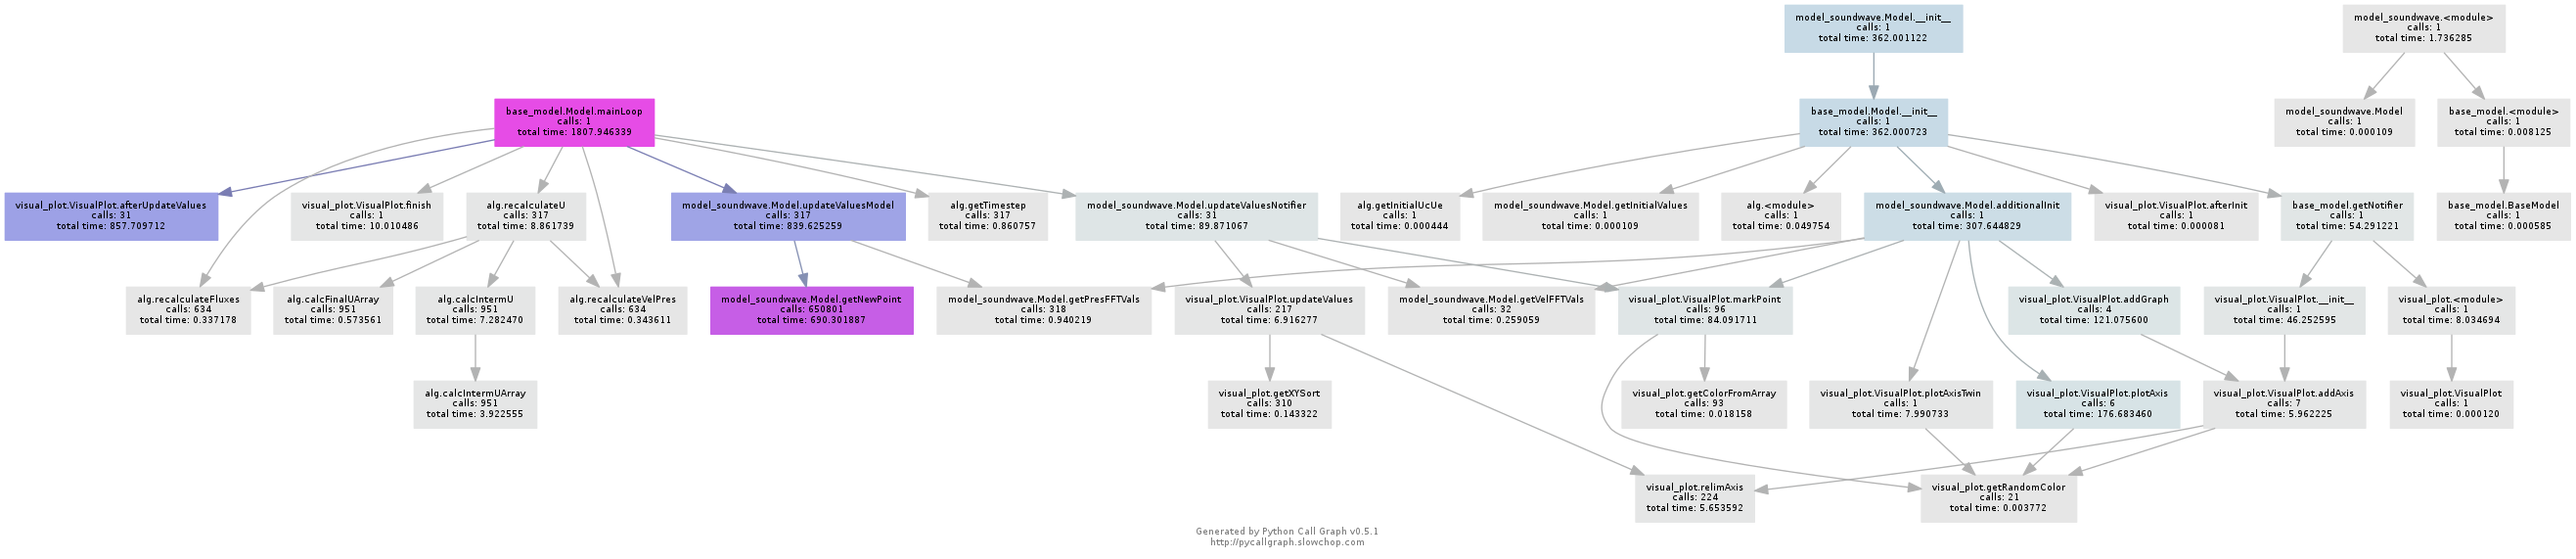 model_soundwave.Model.__init__
calls: 1
total time: 362.001122
model_soundwave.<module>
calls: 1
total time: 1.736285
base_model.Model.mainLoop
calls: 1
total time: 1807.946339
base_model.Model.__init__
calls: 1
total time: 362.000723
model_soundwave.Model
calls: 1
total time: 0.000109
base_model.<module>
calls: 1
total time: 0.008125
visual_plot.VisualPlot.afterUpdateValues
calls: 31
total time: 857.709712
visual_plot.VisualPlot.finish
calls: 1
total time: 10.010486
alg.recalculateU
calls: 317
total time: 8.861739
model_soundwave.Model.updateValuesModel
calls: 317
total time: 839.625259
alg.getTimestep
calls: 317
total time: 0.860757
model_soundwave.Model.updateValuesNotifier
calls: 31
total time: 89.871067
alg.getInitialUcUe
calls: 1
total time: 0.000444
model_soundwave.Model.getInitialValues
calls: 1
total time: 0.000109
alg.<module>
calls: 1
total time: 0.049754
model_soundwave.Model.additionalInit
calls: 1
total time: 307.644829
visual_plot.VisualPlot.afterInit
calls: 1
total time: 0.000081
base_model.getNotifier
calls: 1
total time: 54.291221
base_model.BaseModel
calls: 1
total time: 0.000585
alg.recalculateFluxes
calls: 634
total time: 0.337178
alg.calcFinalUArray
calls: 951
total time: 0.573561
alg.calcIntermU
calls: 951
total time: 7.282470
alg.recalculateVelPres
calls: 634
total time: 0.343611
model_soundwave.Model.getNewPoint
calls: 650801
total time: 690.301887
model_soundwave.Model.getPresFFTVals
calls: 318
total time: 0.940219
visual_plot.VisualPlot.updateValues
calls: 217
total time: 6.916277
model_soundwave.Model.getVelFFTVals
calls: 32
total time: 0.259059
visual_plot.VisualPlot.markPoint
calls: 96
total time: 84.091711
visual_plot.VisualPlot.addGraph
calls: 4
total time: 121.075600
visual_plot.VisualPlot.__init__
calls: 1
total time: 46.252595
visual_plot.<module>
calls: 1
total time: 8.034694
alg.calcIntermUArray
calls: 951
total time: 3.922555
visual_plot.getXYSort
calls: 310
total time: 0.143322
visual_plot.getColorFromArray
calls: 93
total time: 0.018158
visual_plot.VisualPlot.plotAxisTwin
calls: 1
total time: 7.990733
visual_plot.VisualPlot.plotAxis
calls: 6
total time: 176.683460
visual_plot.VisualPlot.addAxis
calls: 7
total time: 5.962225
visual_plot.VisualPlot
calls: 1
total time: 0.000120
visual_plot.relimAxis
calls: 224
total time: 5.653592
visual_plot.getRandomColor
calls: 21
total time: 0.003772
Generated by Python Call Graph v0.5.1
http://pycallgraph.slowchop.com